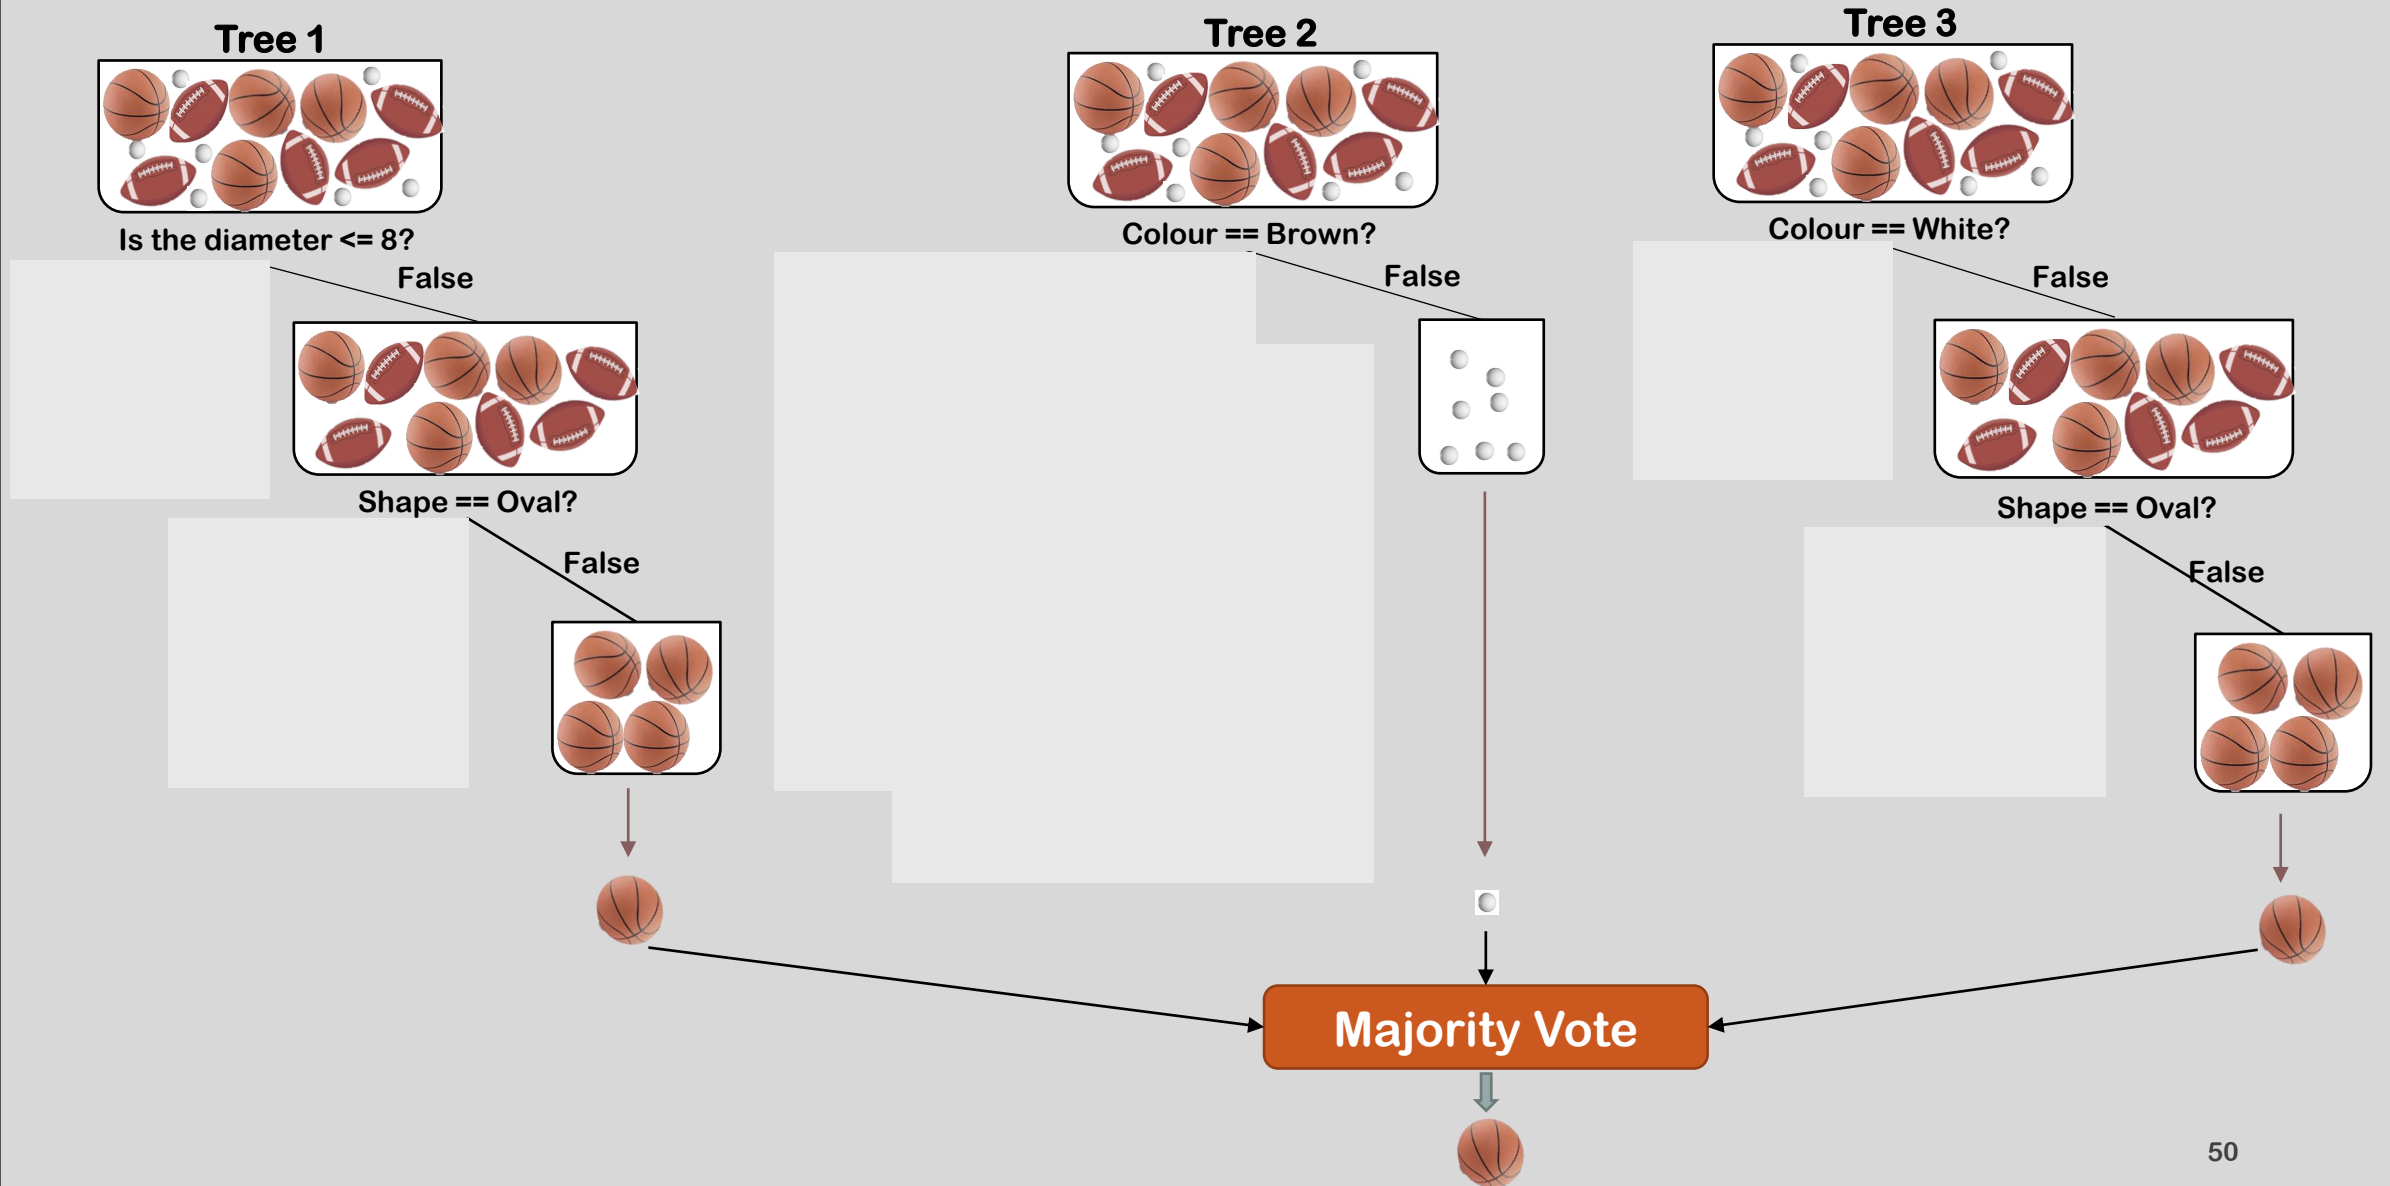 Tree 1
Tree 2
Tree 3
Is the diameter <= 8?
Colour == Brown?
Colour == White?
False
False
False
Shape == Oval?
Shape == Oval?
False
False
Majority Vote
50